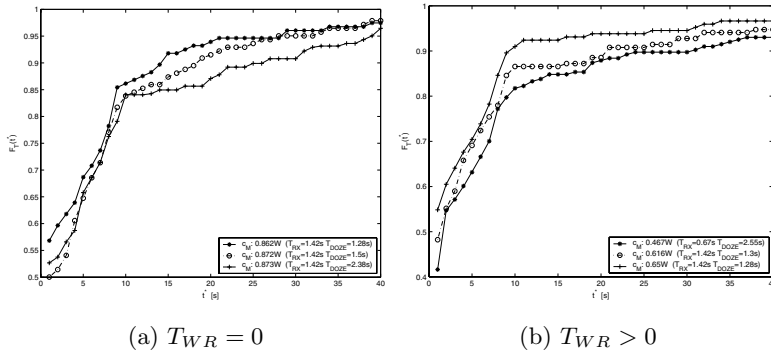 1
0.95
0.9
0.85
0.8
0.75
0.7
0.65
0.6
0.55
0.5
0 5 10 15 20 25 30 35 40
F_T(t*)
t* [s]
c_M: 0.862W (T_RX=1.42s T_DOZE=1.28s)
c_M: 0.872W (T_RX=1.42s T_DOZE=1.5s)
c_M: 0.873W (T_RX=1.42s T_DOZE=2.38s)
(a) T_WR = 0
1
0.9
0.8
0.7
0.6
0.5
0.4
0 5 10 15 20 25 30 35
F_T(t*)
t* [s]
c_M: 0.467W (T_RX=0.67s T_DOZE=2.55s)
c_M: 0.616W (T_RX=1.42s T_DOZE=1.3s)
c_M: 0.65W (T_RX=1.42s T_DOZE=1.28s)
(b) T_WR > 0